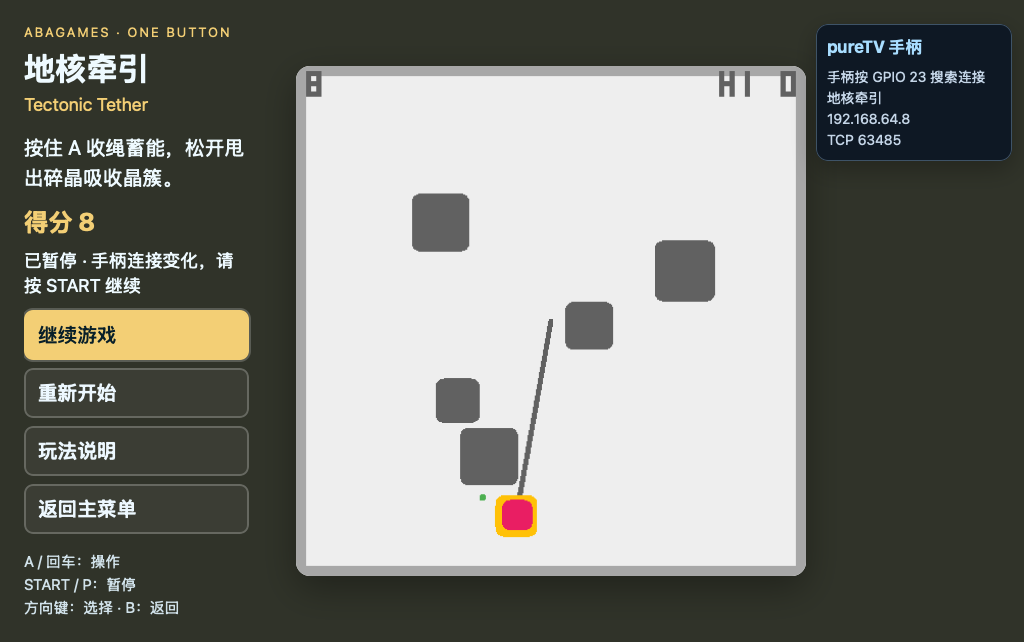 ABAGAMES · ONE BUTTON
地核牵引
Tectonic Tether
按住 A 收绳蓄能，松开甩
出碎晶吸收晶簇。
得分 8
已暂停 · 手柄连接变化，请
按 START 继续
继续游戏
重新开始
玩法说明
返回主菜单
A / 回车：操作
START / P：暂停
方向键：选择 · B：返回
8
HI 0
pureTV 手柄
手柄按 GPIO 23 搜索连接
地核牵引
192.168.64.8
TCP 63485